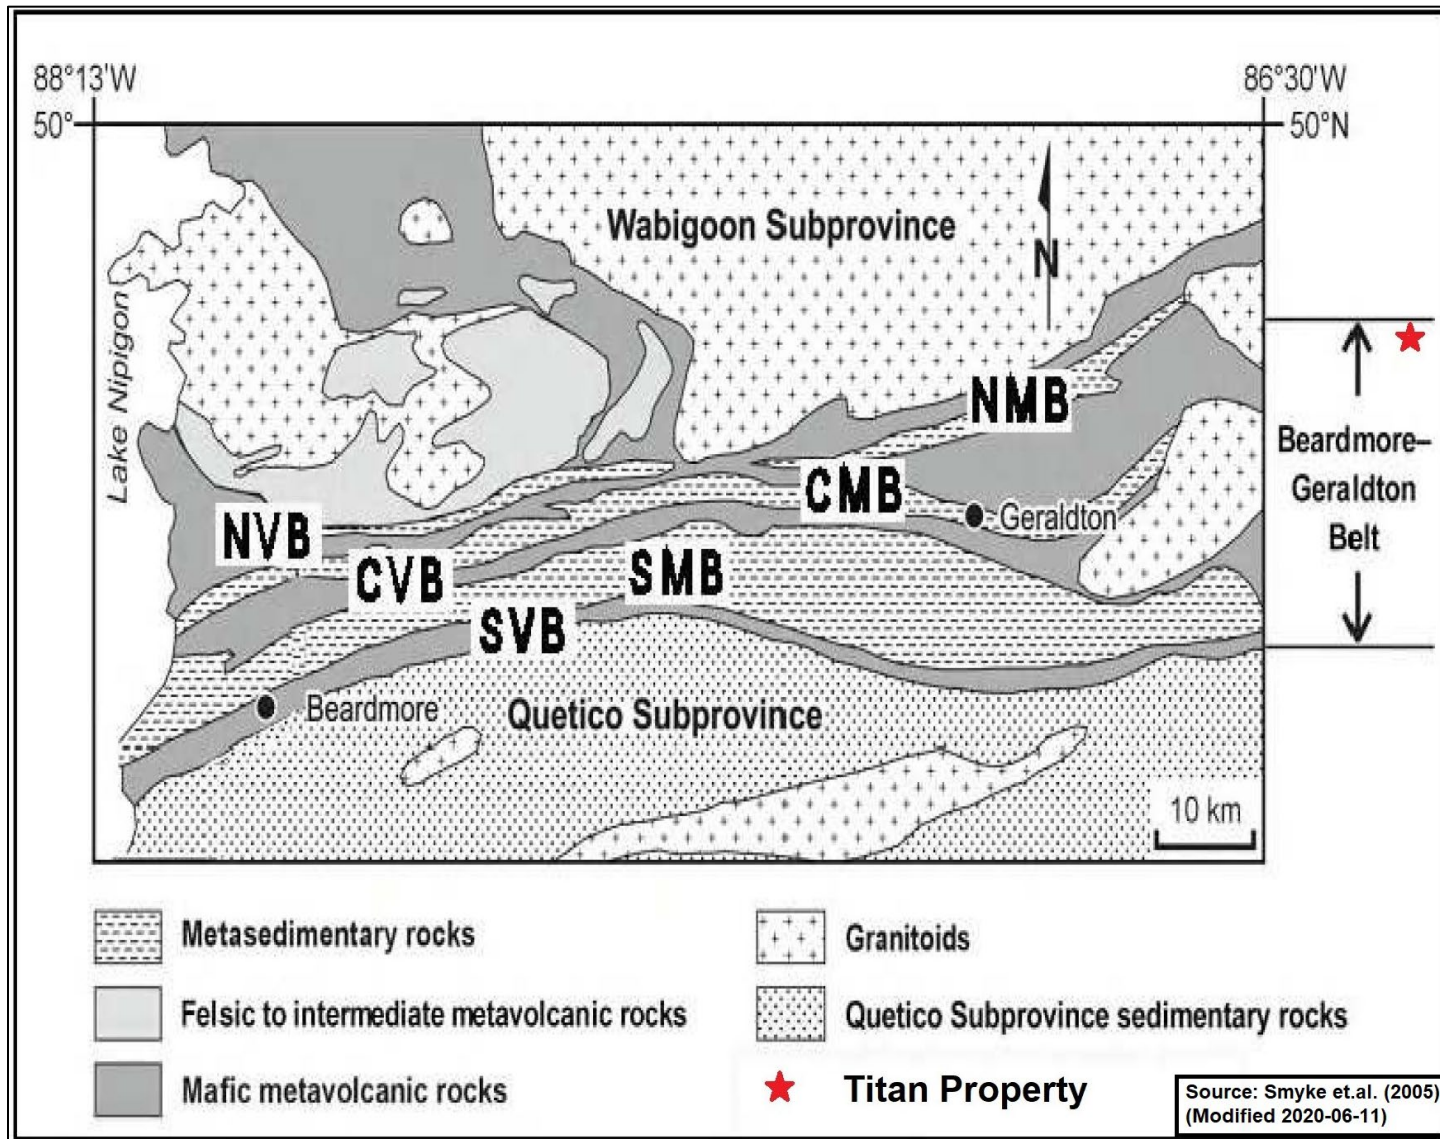 88°13'W
86°30'W
50°
50°N
Wabigoon Subprovince
N
Lake Nipigon
NMB
Beardmore–
Geraldton
Belt
CMB
Geraldton
NVB
CVB
SMB
SVB
Beardmore
Quetico Subprovince
10 km
Metasedimentary rocks
Granitoids
Felsic to intermediate metavolcanic rocks
Quetico Subprovince sedimentary rocks
Mafic metavolcanic rocks
Titan Property
Source: Smyke et.al. (2005)
(Modified 2020-06-11)